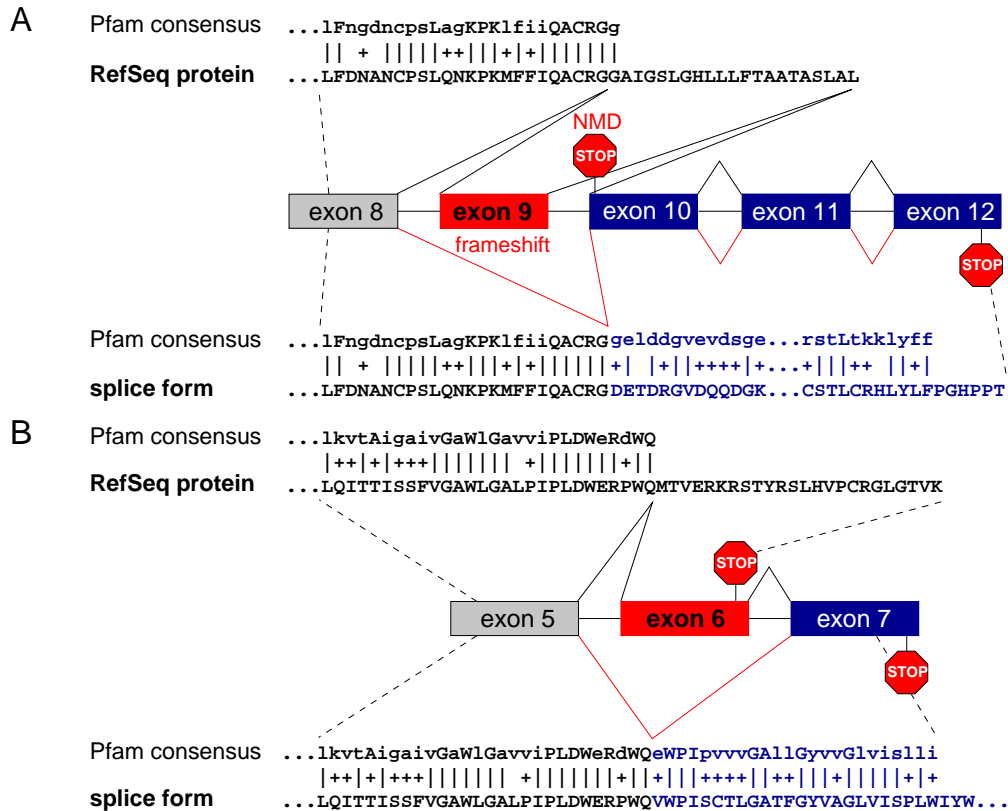 A
Pfam consensus ...lFngdncpsLagKPKlfiiQACRGg
|| + |||||++|||+|+|||||||
RefSeq protein ...LFDNANCPSLQNKPKMFFIQACRGGAIGSLGHLLLFTAATASLAL
NMD
STOP
exon 8 exon 9 exon 10 exon 11 exon 12
frameshift
STOP
Pfam consensus ...lFngdncpsLagKPKlfiiQACRGgelddgvevdsge...rstLtkklyff
|| + |||||++|||+|+|||||||+| |+||++++|+...+|||++ ||+|
splice form ...LFDNANCPSLQNKPKMFFIQACRGDETDRGVDQQDGK...CSTLCRHLYLFPGHPPT
B
Pfam consensus ...lkvtAigaivGaWlGavviPLDWeRdWQ
|++|+|+++||||||| +|||||||+||
RefSeq protein ...LQITTISSFVGAWLGALPIPLDWERPWQMTVERKRSTYRSLHVPCRGLGTVK
STOP
exon 5 exon 6 exon 7
STOP
Pfam consensus ...lkvtAigaivGaWlGavviPLDWeRdWQeWPIpvvvGAllGyvvGlvislli
|++|+|+++||||||| +|||||||+||+|||++++||++||++|||||+|+
splice form ...LQITTISSFVGAWLGALPIPLDWERPWQVWPISCTLGATFGYVAGLVISPLWIYW...